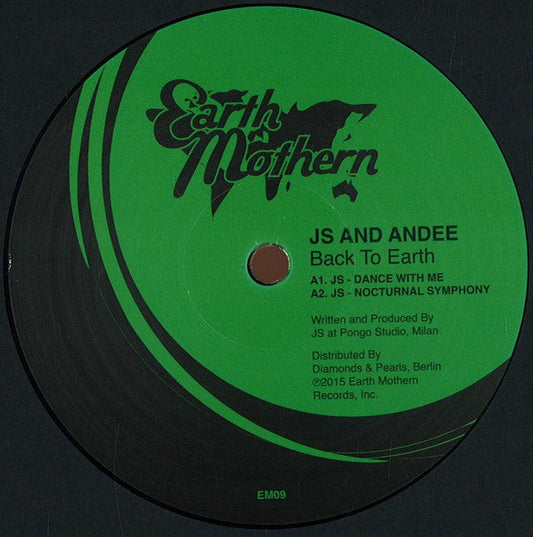 Earth
Mothern
JS AND ANDEE
Back To Earth
A1. JS - DANCE WITH ME
A2. JS - NOCTURNAL SYMPHONY
Written and Produced By
JS at Pongo Studio, Milan
Distributed By
Diamonds & Pearls, Berlin
℗2015 Earth Mothern
Records, Inc.
EM09